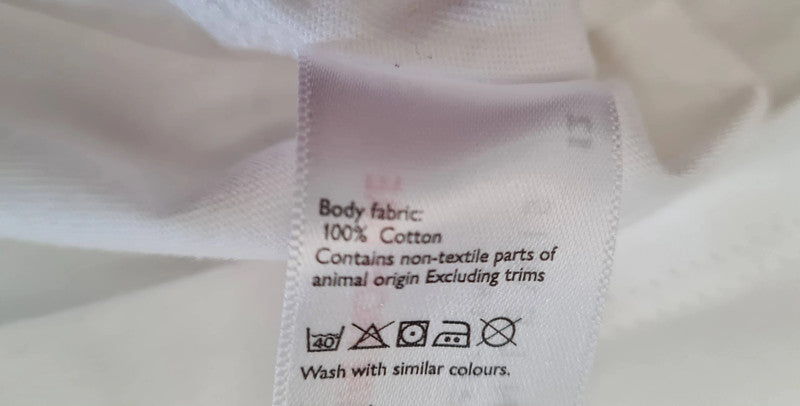 Body fabric:
100% Cotton
Contains non-textile parts of
animal origin Excluding trims
40
Wash with similar colours.